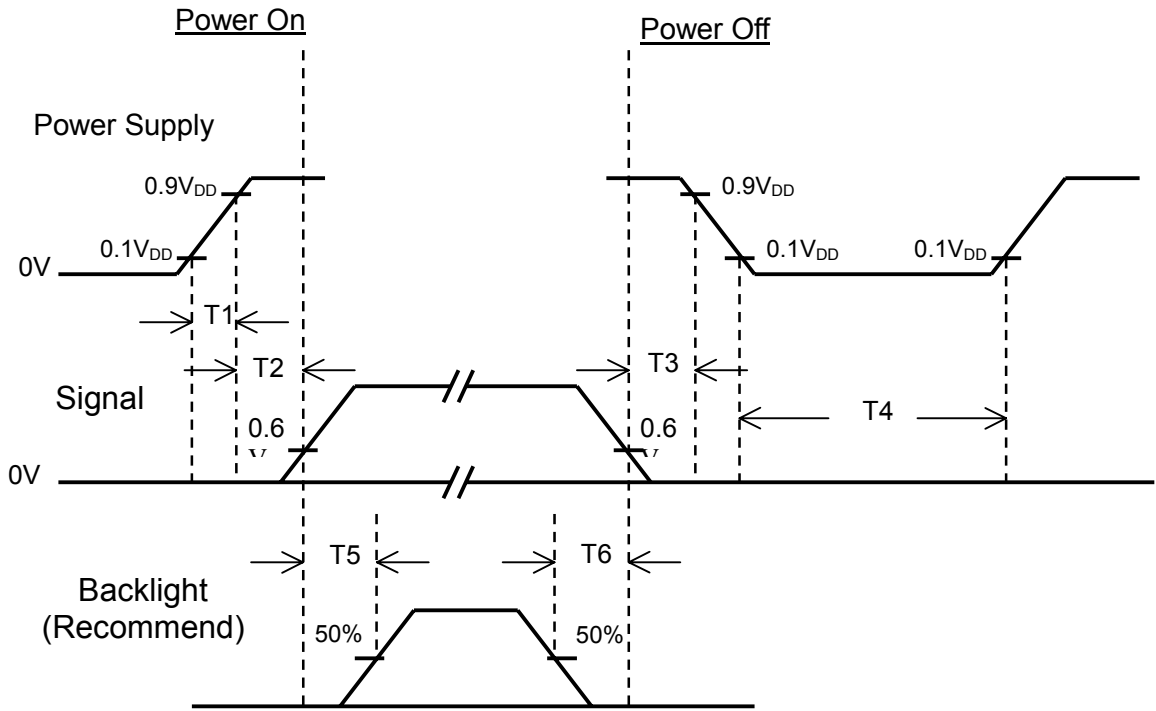 Power On
Power Off
Power Supply
0.9VDD
0.9VDD
0.1VDD
0.1VDD
0.1VDD
0V
T1
T2
T3
T4
Signal
0.6
0.6
0V
T5
T6
Backlight
(Recommend)
50%
50%